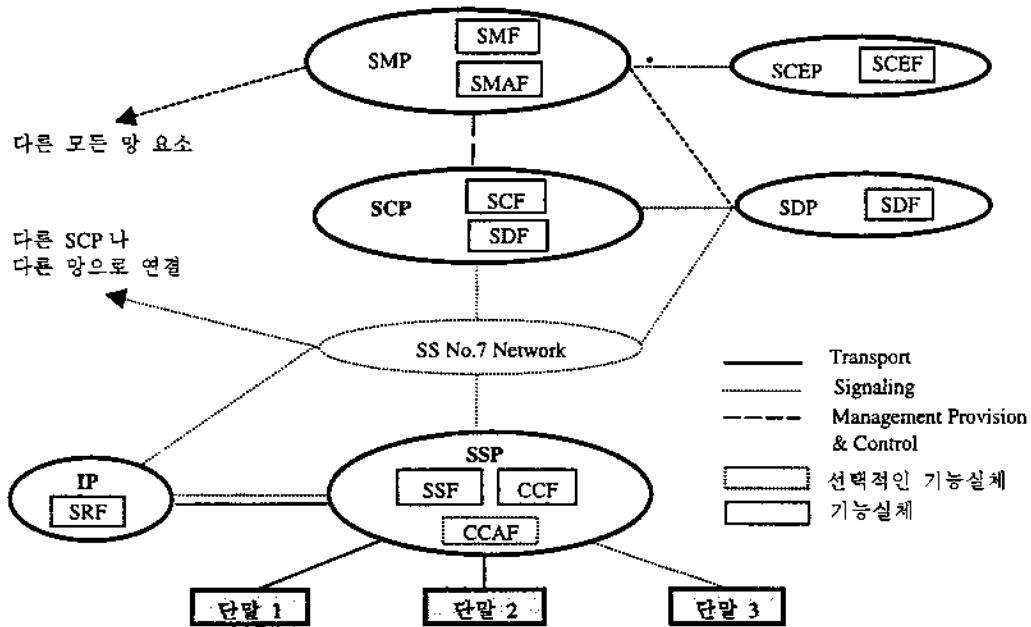 SMF
SMP
SMAF
SCEP
SCEF
다른 모든 망 요소
SCP
SCF
SDF
SDP
SDF
다른 SCP 나
다른 망으로 연결
SS No.7 Network
Transport
Signaling
Management Provision
& Control
선택적인 기능실체
기능실체
IP
SRF
SSP
SSF
CCF
CCAF
단말 1
단말 2
단말 3